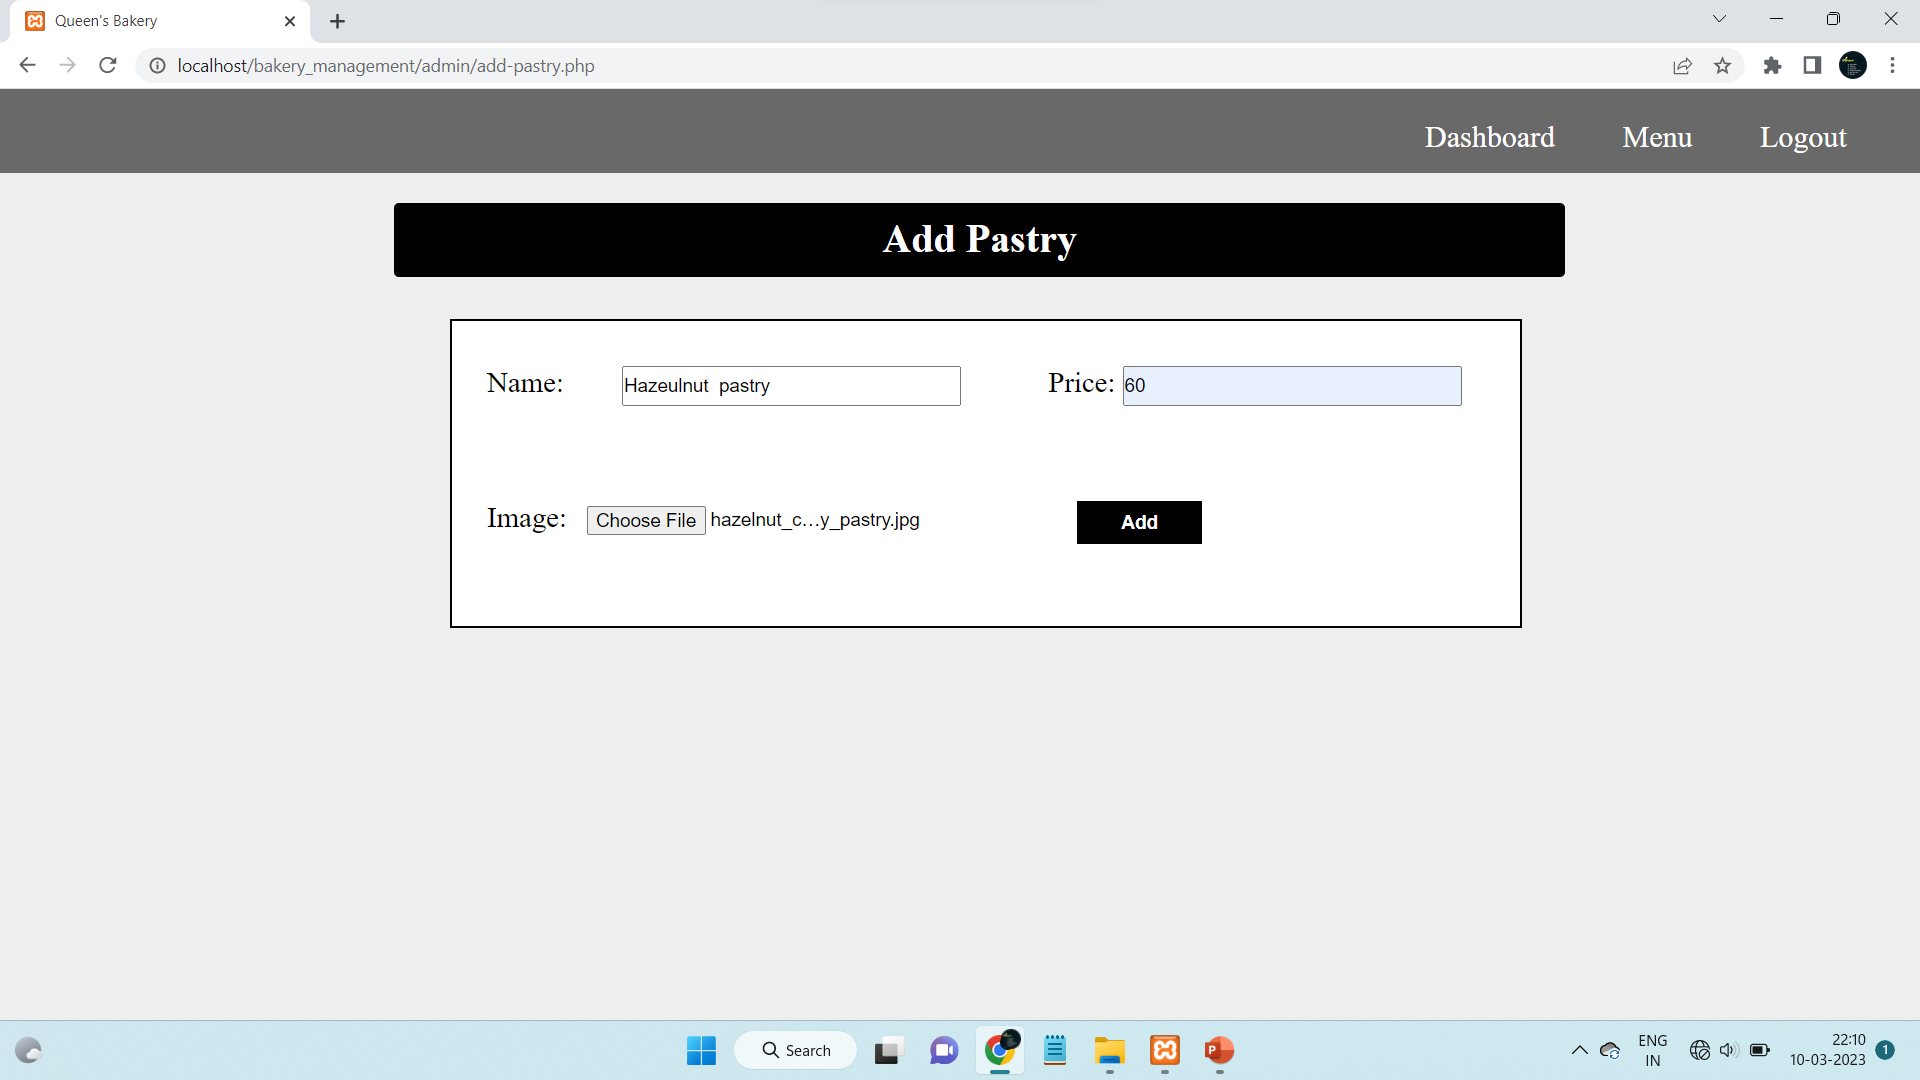 Queen's Bakery
localhost/bakery_management/admin/add-pastry.php
Dashboard Menu Logout
Add Pastry
Name: Hazeulnut  pastry Price: 60
Image: Choose File hazelnut_c...y_pastry.jpg Add
Search
ENG
IN
22:10
10-03-2023
1